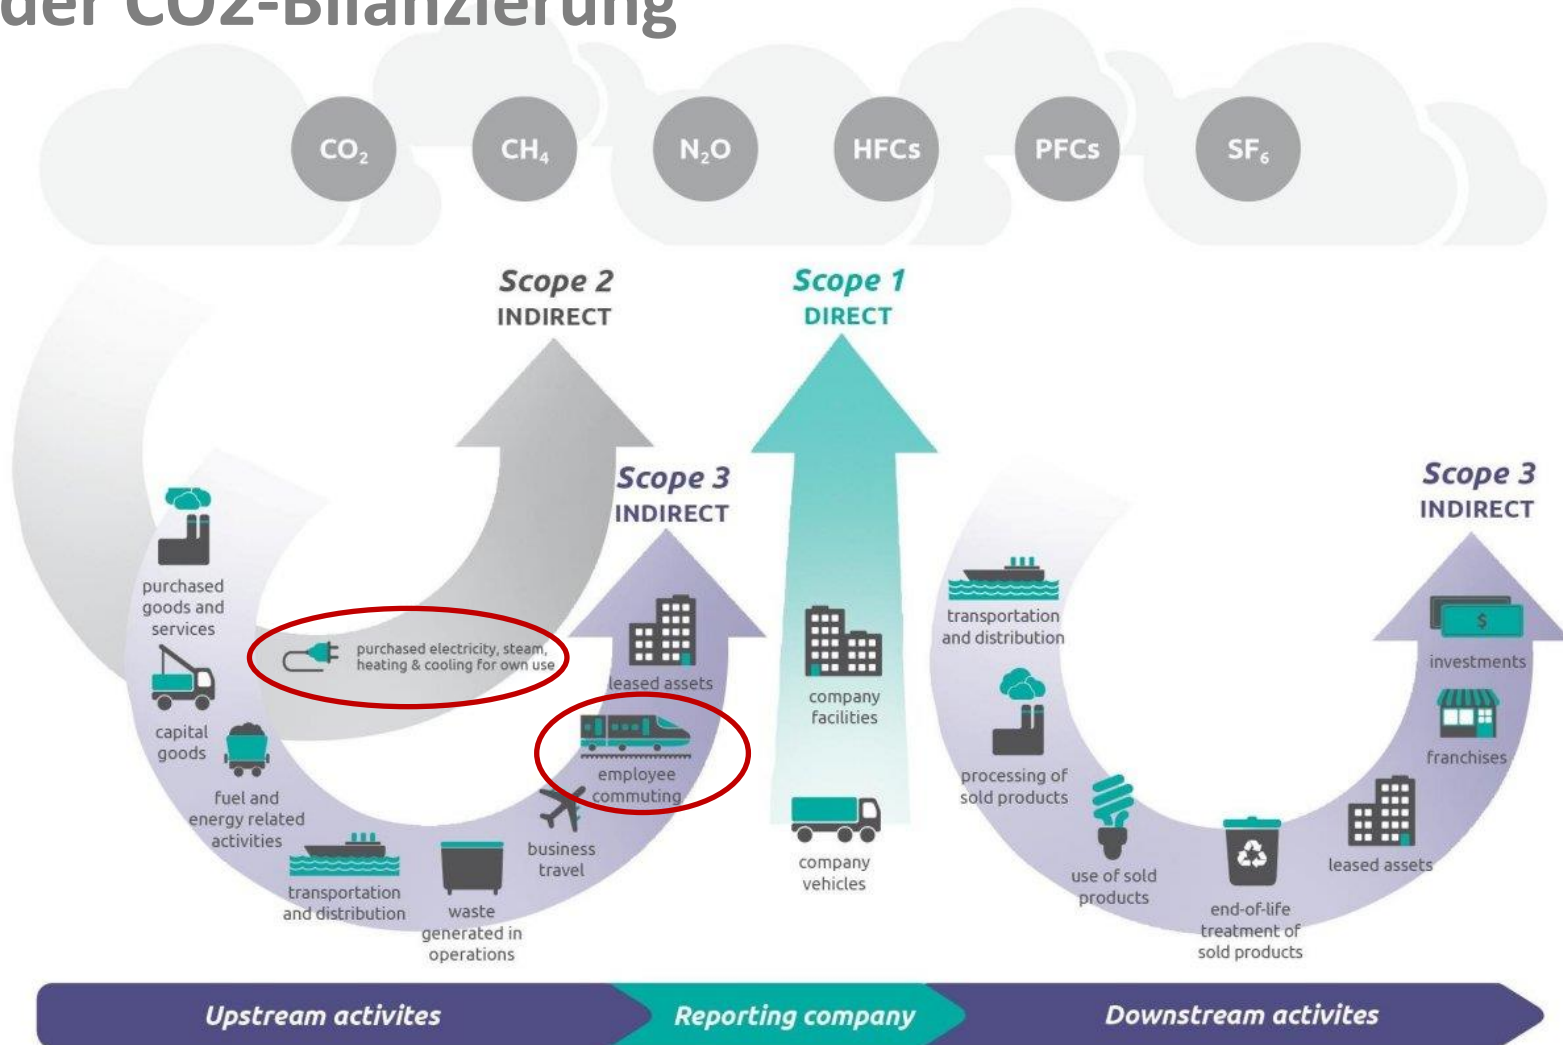 der CO2-Bilanzierung
CO₂
CH₄
N₂O
HFCs
PFCs
SF₆
Scope 2
INDIRECT
Scope 1
DIRECT
Scope 3
INDIRECT
Scope 3
INDIRECT
purchased
goods and
services
capital
goods
fuel and
energy related
activities
transportation
and distribution
waste
generated in
operations
business
travel
employee
commuting
leased assets
purchased electricity, steam,
heating & cooling for own use
company
facilities
company
vehicles
transportation
and distribution
processing of
sold products
use of sold
products
end-of-life
treatment of
sold products
leased assets
franchises
investments
$
Upstream activites
Reporting company
Downstream activites